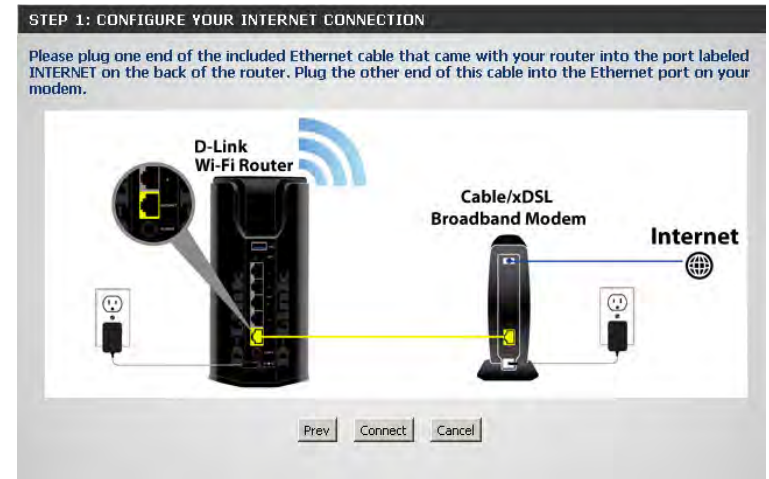 STEP 1: CONFIGURE YOUR INTERNET CONNECTION
Please plug one end of the included Ethernet cable that came with your router into the port labeled
INTERNET on the back of the router. Plug the other end of this cable into the Ethernet port on your
modem.
D-Link
Wi-Fi Router
Cable/xDSL
Broadband Modem
Internet
D-Link
D-Link
Prev
Connect
Cancel